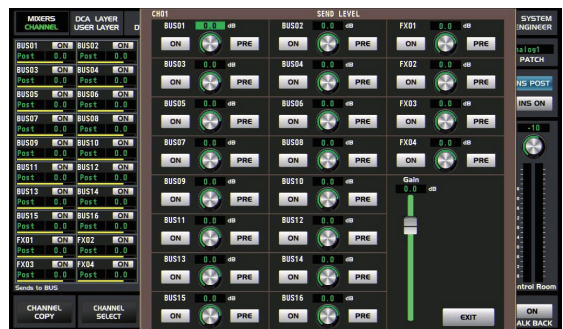 MIXERS
CHANNEL
DCA LAYER
USER LAYER
D
CH01
SEND LEVEL
SYSTEM
ENGINEER
BUS01 0.0 dB
ON PRE
BUS02 0.0 dB
ON PRE
FX01 0.0 dB
ON PRE
BUS03 0.0 dB
ON PRE
BUS04 0.0 dB
ON PRE
FX02 0.0 dB
ON PRE
BUS05 0.0 dB
ON PRE
BUS06 0.0 dB
ON PRE
FX03 0.0 dB
ON PRE
BUS07 0.0 dB
ON PRE
BUS08 0.0 dB
ON PRE
FX04 0.0 dB
ON PRE
BUS09 0.0 dB
ON PRE
BUS10 0.0 dB
ON PRE
Gain
0.0 dB
BUS11 0.0 dB
ON PRE
BUS12 0.0 dB
ON PRE
BUS13 0.0 dB
ON PRE
BUS14 0.0 dB
ON PRE
BUS15 0.0 dB
ON PRE
BUS16 0.0 dB
ON PRE
EXIT
BUS01 ON BUS02 ON
Post 0.0 Post 0.0
BUS03 ON BUS04 ON
Post 0.0 Post 0.0
BUS05 ON BUS06 ON
Post 0.0 Post 0.0
BUS07 ON BUS08 ON
Post 0.0 Post 0.0
BUS09 ON BUS10 ON
Post 0.0 Post 0.0
BUS11 ON BUS12 ON
Post 0.0 Post 0.0
BUS13 ON BUS14 ON
Post 0.0 Post 0.0
BUS15 ON BUS16 ON
Post 0.0 Post 0.0
FX01 ON FX02 ON
Post 0.0 Post 0.0
FX03 ON FX04 ON
Post 0.0 Post 0.0
Sends to BUS
CHANNEL
COPY
CHANNEL
SELECT
alog1
PATCH
NS POST
INS ON
-10
ntrol Room
ON
ALK BACK